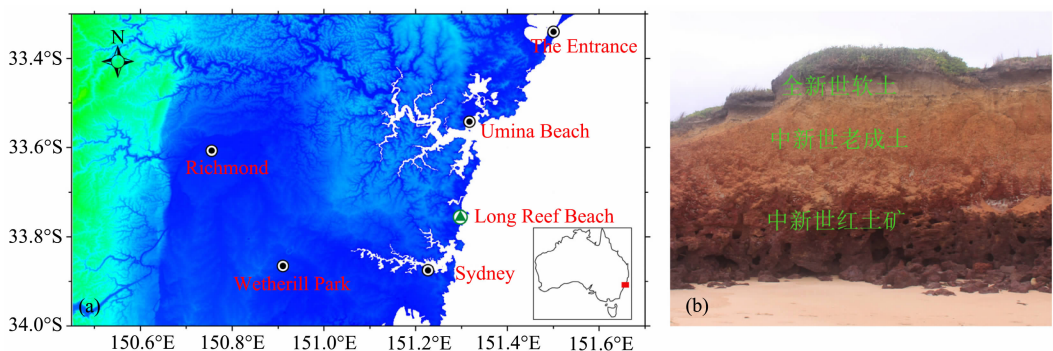 N
33.4°S
33.6°S
33.8°S
34.0°S
The Entrance
Umina Beach
Richmond
Long Reef Beach
Wetherill Park
Sydney
(a)
150.6°E
150.8°E
151.0°E
151.2°E
151.4°E
151.6°E
全新世软土
中新世老成土
中新世红土矿
(b)